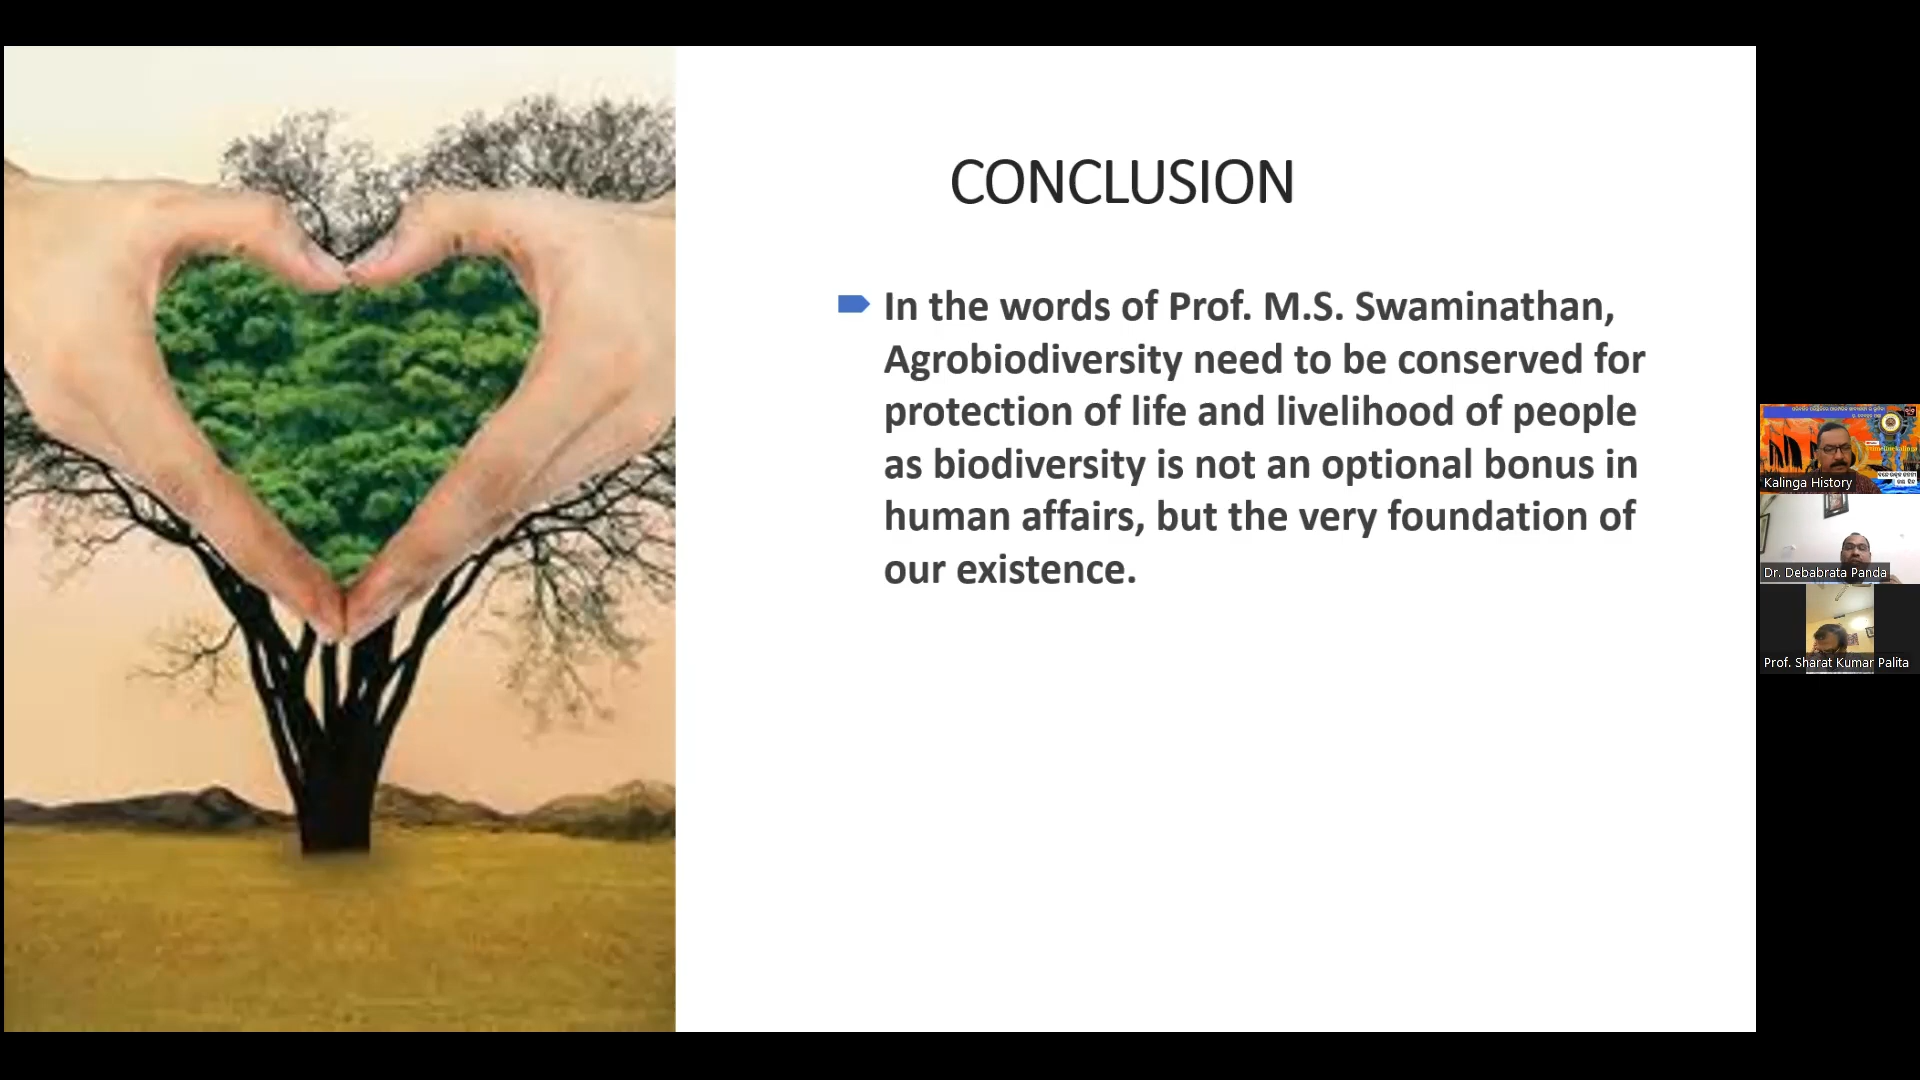 CONCLUSION
In the words of Prof. M.S. Swaminathan,
Agrobiodiversity need to be conserved for
protection of life and livelihood of people
as biodiversity is not an optional bonus in
human affairs, but the very foundation of
our existence.
Kalinga History
Dr. Debabrata Panda
Prof. Sharat Kumar Palita